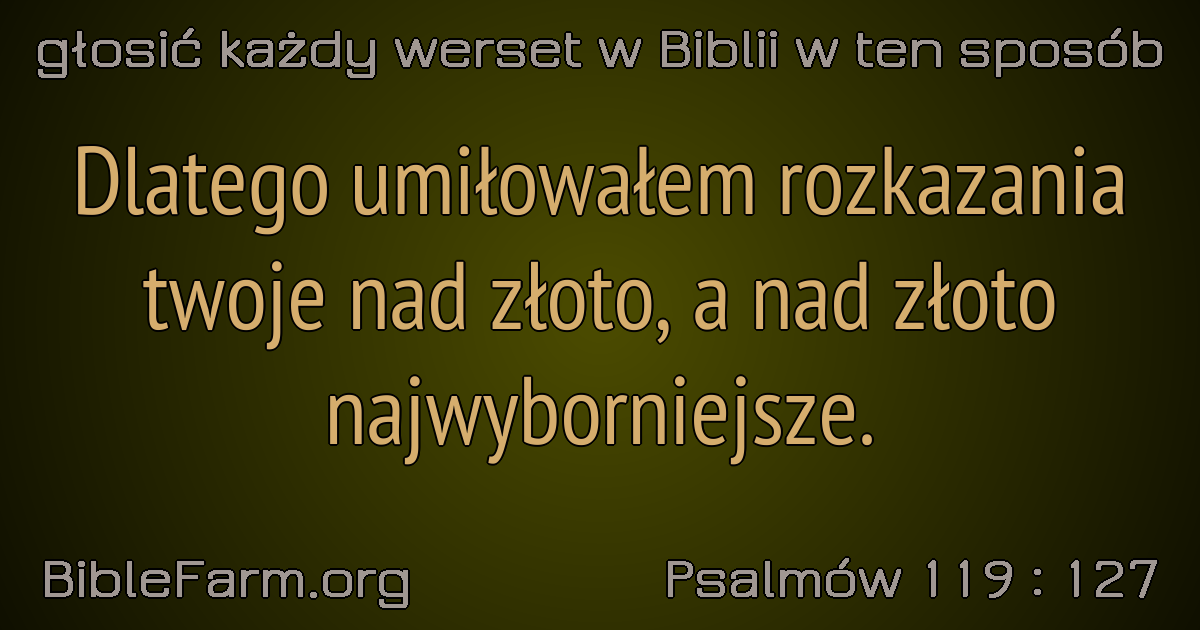 głosić każdy werset w Biblii w ten sposób
Dlatego umiłowałem rozkazania
twoje nad złoto, a nad złoto
najwyborniejsze.
BibleFarm.org
Psalmów 119 : 127